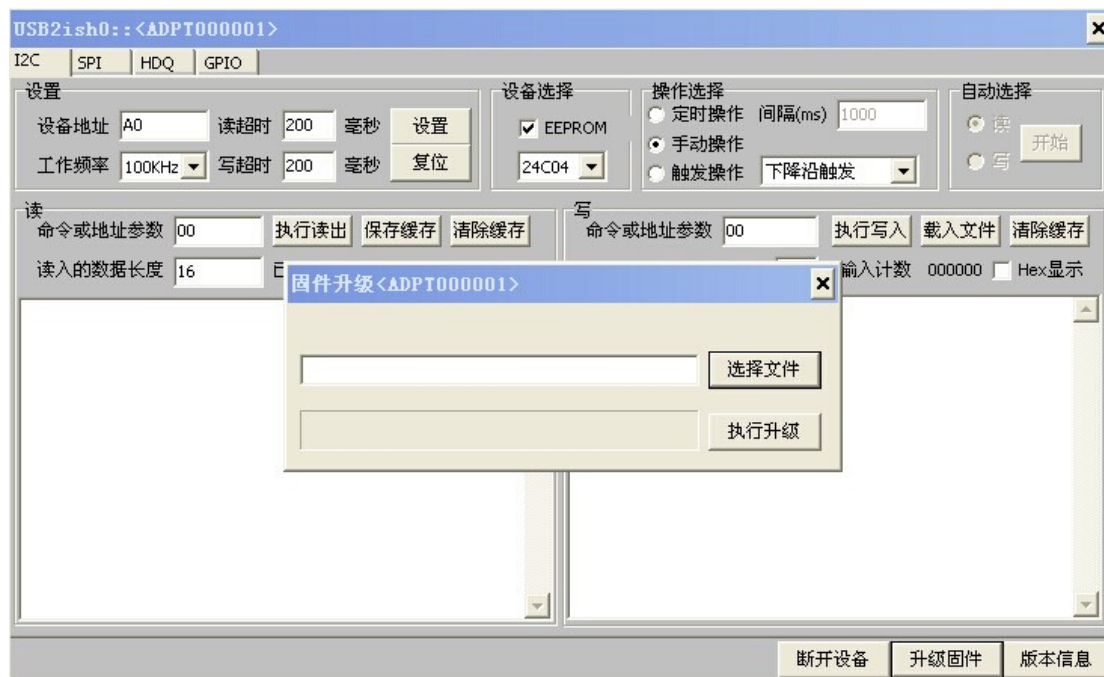 USB2ish0::<ADPT000001>
I2C SPI HDQ GPIO
设置 设备选择 操作选择 自动选择
设备地址 A0 读超时 200 毫秒 设置 EEPROM 定时操作 间隔(ms) 1000 读 开始
手动操作
工作频率 100KHz 写超时 200 毫秒 复位 24C04 触发操作 下降沿触发 写
读 写
命令或地址参数 00 执行读出 保存缓存 清除缓存 命令或地址参数 00 执行写入 载入文件 清除缓存
读入的数据长度 16 输入计数 000000 Hex显示
固件升级<ADPT000001>
选择文件
执行升级
断开设备 升级固件 版本信息